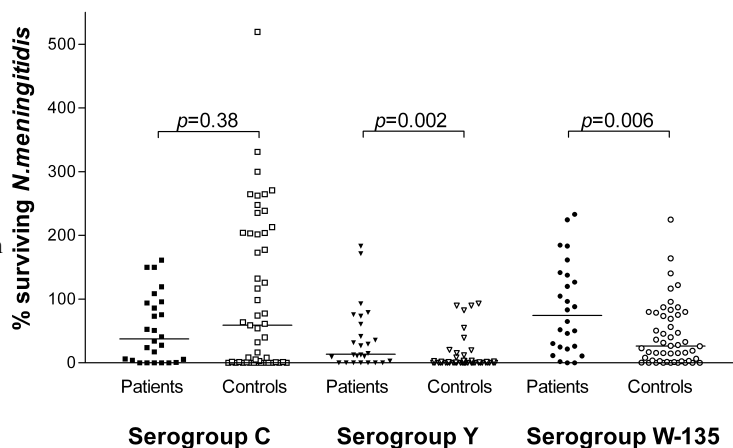 % surviving N.meningitidis
500
400
300
200
100
0
p=0.38
p=0.002
p=0.006
Patients
Controls
Patients
Controls
Patients
Controls
Serogroup C
Serogroup Y
Serogroup W-135